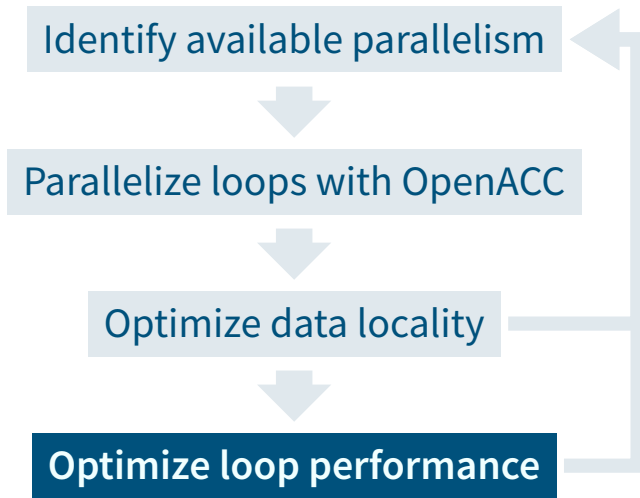 Identify available parallelism
Parallelize loops with OpenACC
Optimize data locality
Optimize loop performance